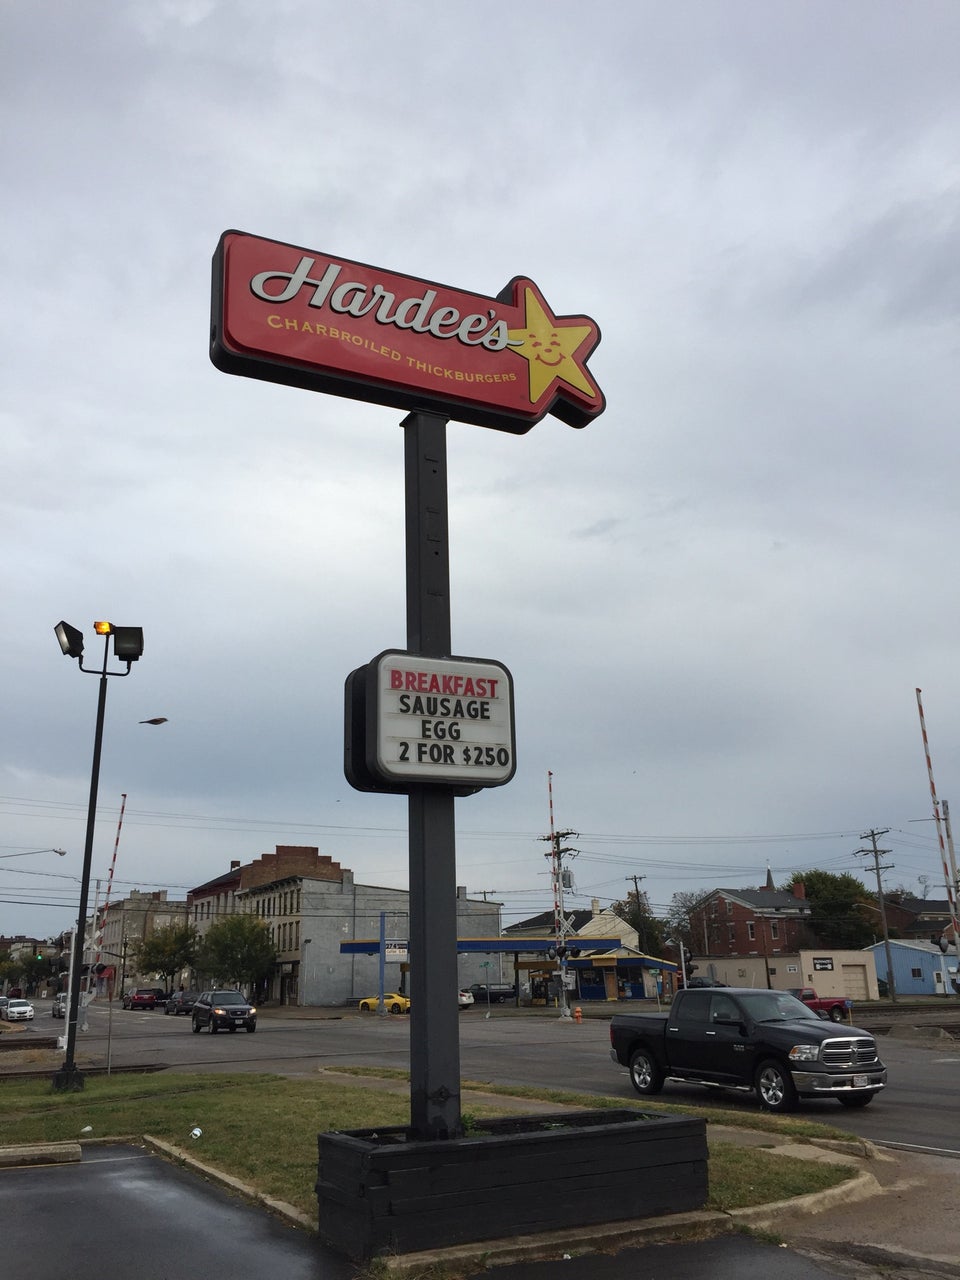 Hardee's
CHARBROILED THICKBURGERS
BREAKFAST
SAUSAGE
EGG
2 FOR $250